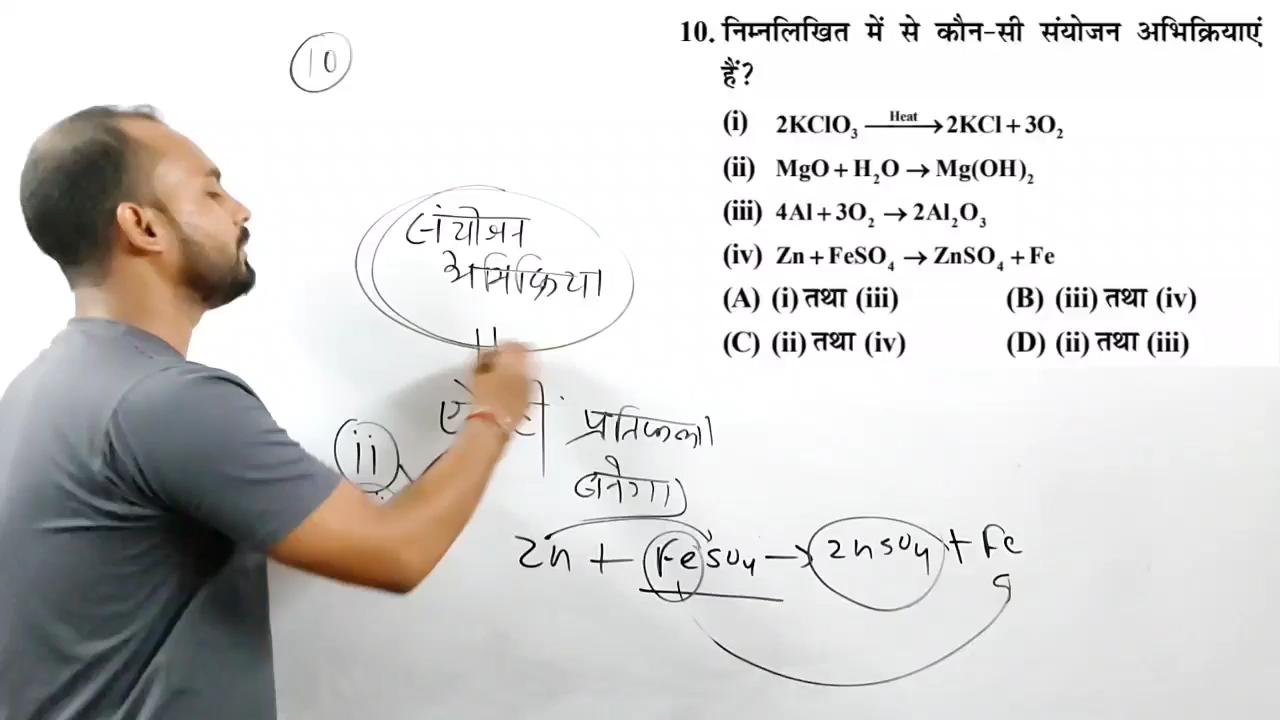 10. निम्नलिखित में से कौन-सी संयोजन अभिक्रियाएं
हैं?
(i) 2KClO₃ —Heat→ 2KCl + 3O₂
(ii) MgO + H₂O → Mg(OH)₂
(iii) 4Al + 3O₂ → 2Al₂O₃
(iv) Zn + FeSO₄ → ZnSO₄ + Fe
(A) (i) तथा (iii) (B) (iii) तथा (iv)
(C) (ii) तथा (iv) (D) (ii) तथा (iii)
10
संयोजन
अभिक्रिया
प्रतिफल
बनेगा
ii
Zn + FeSO₄ → ZnSO₄ + Fe